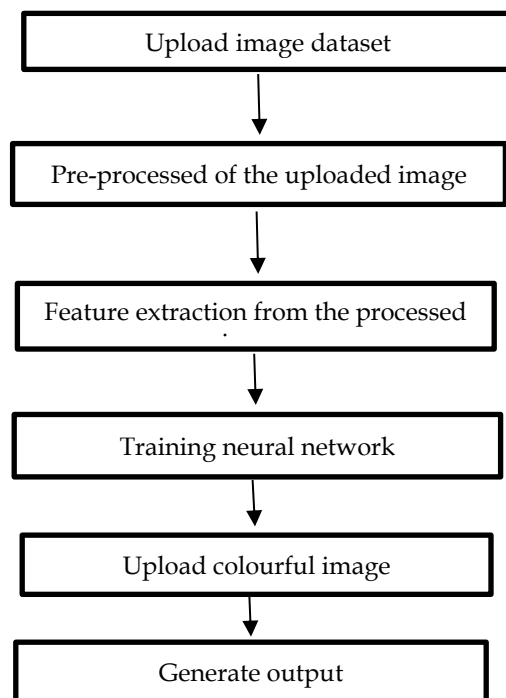 Upload image dataset
Pre-processed of the uploaded image
Feature extraction from the processed
Training neural network
Upload colourful image
Generate output